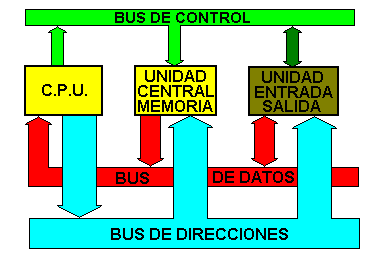 BUS DE CONTROL
C.P.U.
UNIDAD
CENTRAL
MEMORIA
UNIDAD
ENTRADA
SALIDA
BUS DE DATOS
BUS DE DIRECCIONES